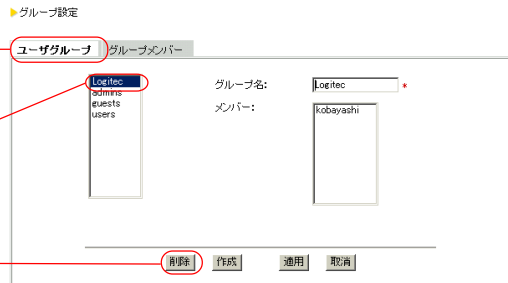 グループ設定
ユーザグループ グループメンバー
Logitec
admins
guests
users
グループ名: Logitec *
メンバー: kobayashi
削除 作成 適用 取消